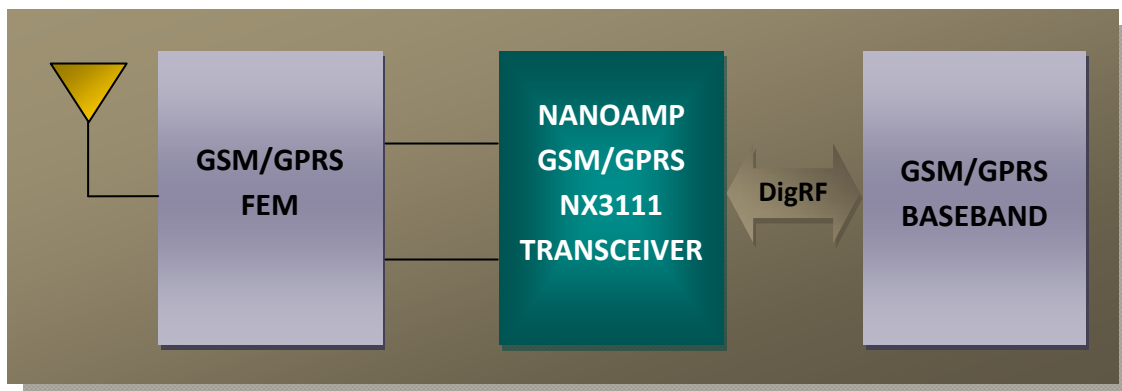 GSM/GPRS
FEM
NANOAMP
GSM/GPRS
NX3111
TRANSCEIVER
DigRF
GSM/GPRS
BASEBAND